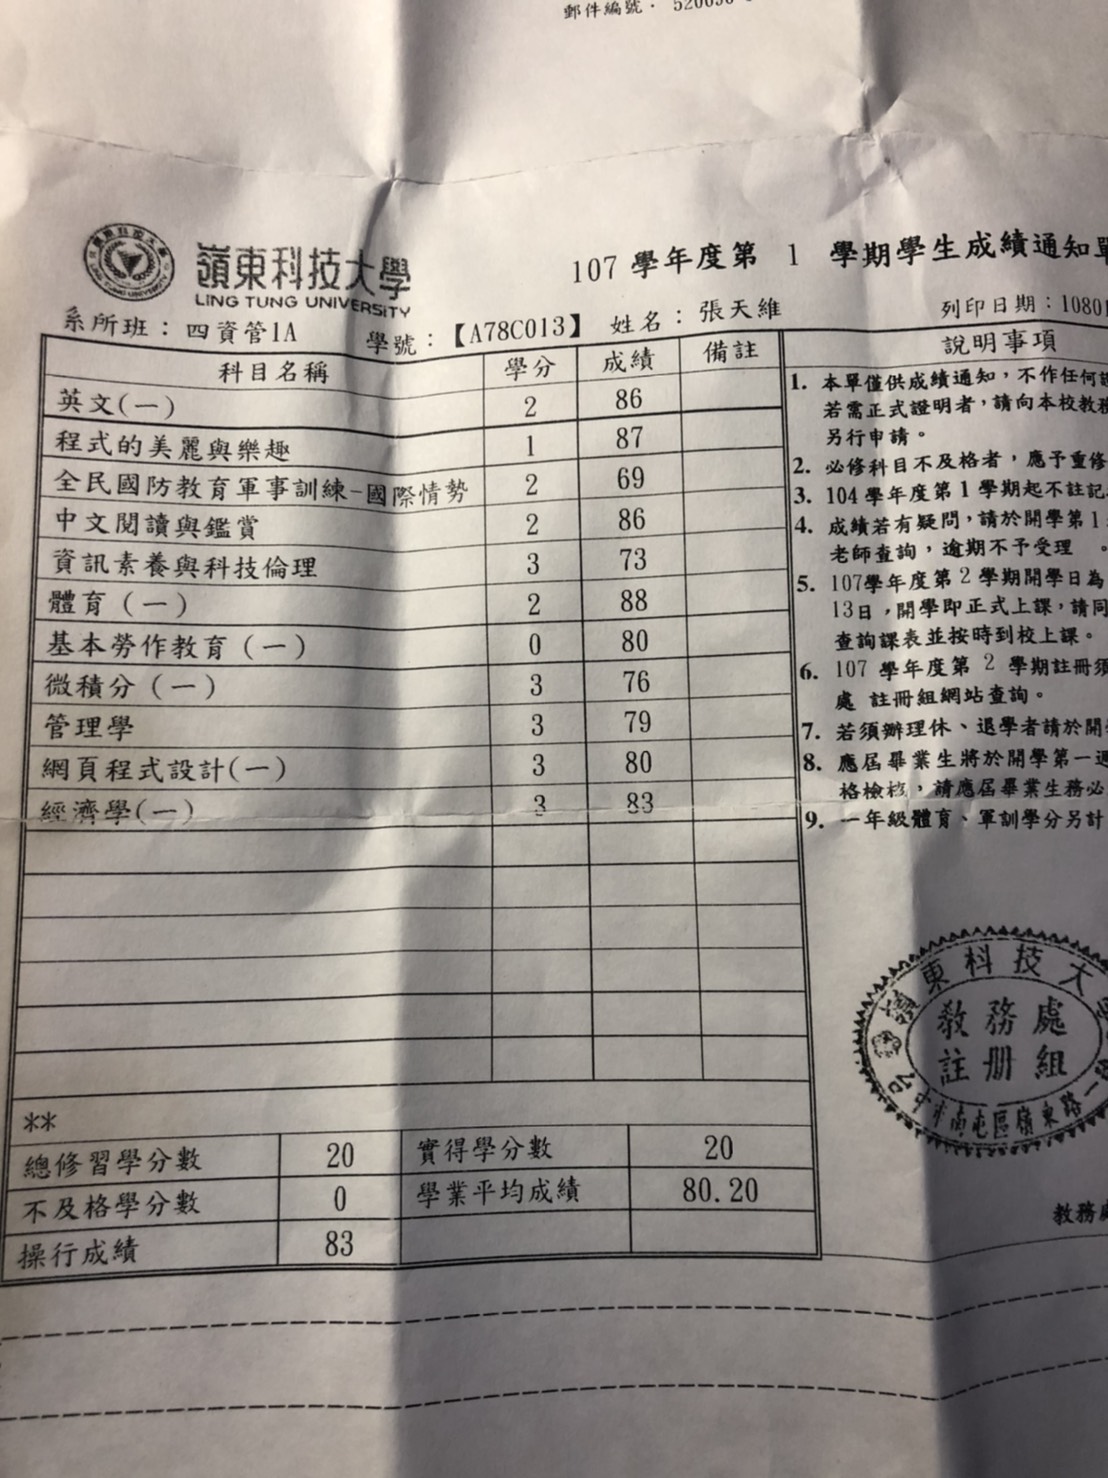 郵件編號．
嶺東科技大學
LING TUNG UNIVERSITY
107 學年度第 1 學期學生成績通知單
系所班：四資管1A 學號：【A78C013】 姓名：張天維
列印日期：10801
科目名稱 學分 成績 備註
英文(一) 2 86
程式的美麗與樂趣 1 87
全民國防教育軍事訓練-國際情勢 2 69
中文閱讀與鑑賞 2 86
資訊素養與科技倫理 3 73
體育 (一) 2 88
基本勞作教育 (一) 0 80
微積分 (一) 3 76
管理學 3 79
網頁程式設計(一) 3 80
經濟學(一) 3 83
**
總修習學分數 20 實得學分數 20
不及格學分數 0 學業平均成績 80.20
操行成績 83
說明事項
1. 本單僅供成績通知，不作任何
若需正式證明者，請向本校教務
另行申請。
2. 必修科目不及格者，應予重修
3. 104 學年度第 1 學期起不註記
4. 成績若有疑問，請於開學第 1
老師查詢，逾期不予受理 。
5. 107學年度第 2 學期開學日為
13日，開學即正式上課，請同
查詢課表並按時到校上課。
6. 107 學年度第 2 學期註冊須
處 註冊組網站查詢。
7. 若須辦理休、退學者請於開學
8. 應屆畢業生將於開學第一週
格檢核，請應屆畢業生務必
9. 一年級體育、軍訓學分另計
嶺東科技大學
教務處
註冊組
台中市南屯區嶺東路一
教務處